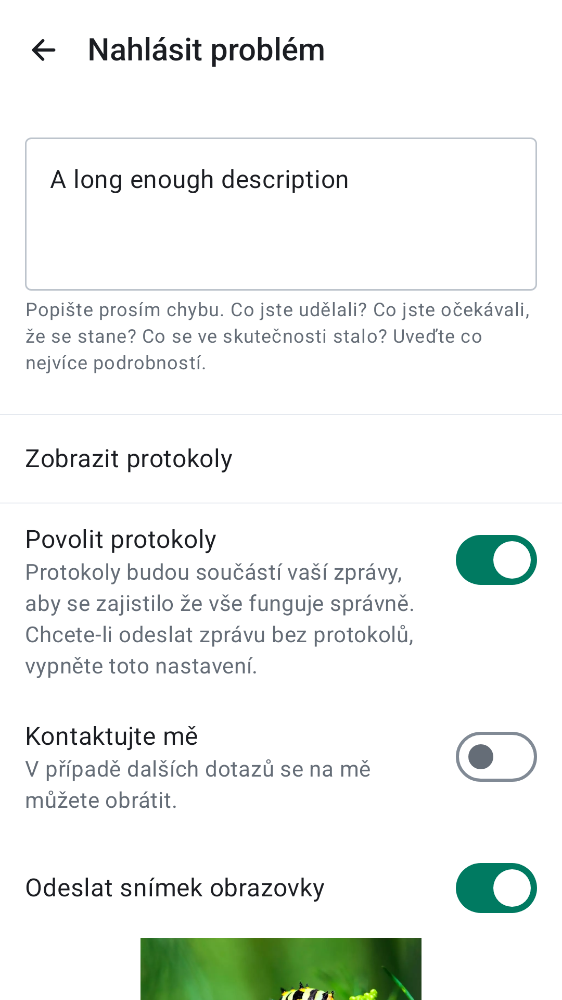 Nahlásit problém
A long enough description
Popište prosím chybu. Co jste udělali? Co jste očekávali,
že se stane? Co se ve skutečnosti stalo? Uveďte co
nejvíce podrobností.
Zobrazit protokoly
Povolit protokoly
Protokoly budou součástí vaší zprávy,
aby se zajistilo že vše funguje správně.
Chcete-li odeslat zprávu bez protokolů,
vypněte toto nastavení.
Kontaktujte mě
V případě dalších dotazů se na mě
můžete obrátit.
Odeslat snímek obrazovky